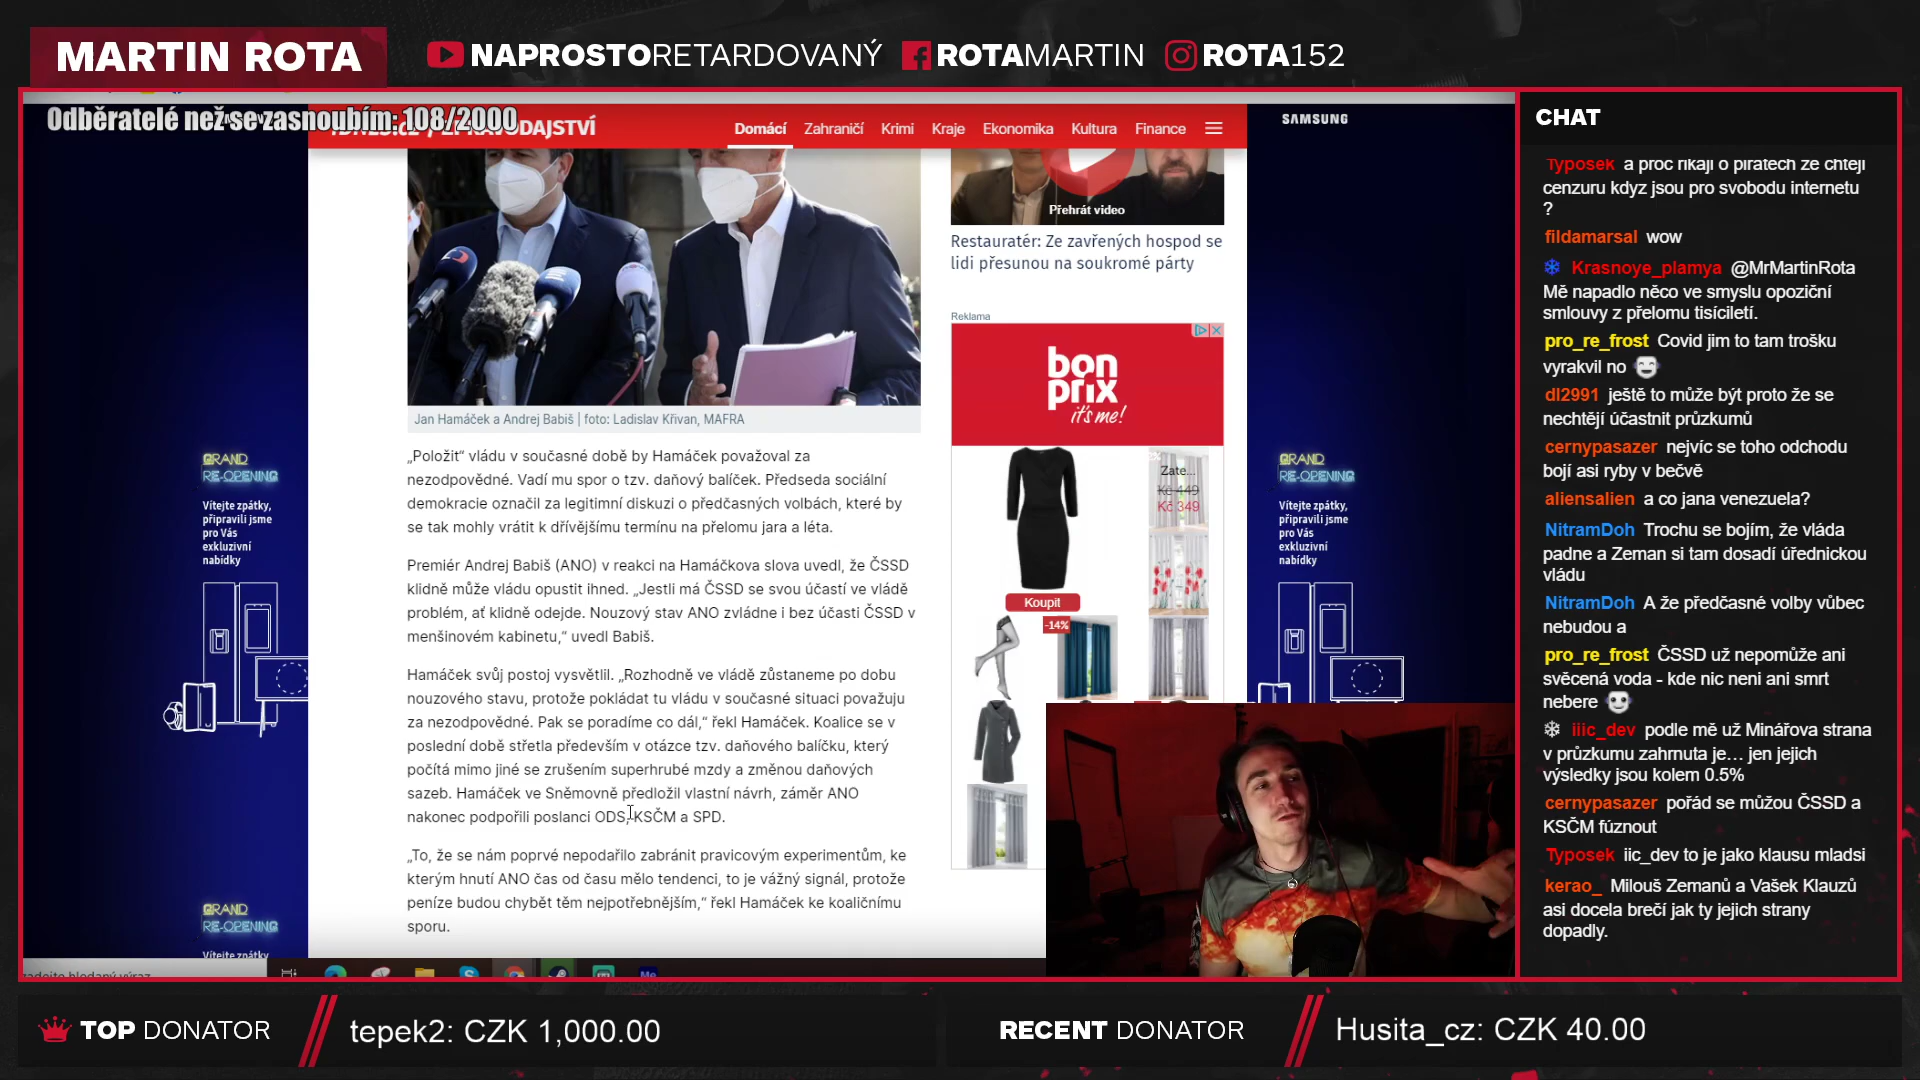 MARTIN ROTA
NAPROSTORETARDOVANÝ
ROTAMARTIN
ROTA152
Odběratelé než se zasnoubím: 108/2000
Domácí Zahraničí Krimi Kraje Ekonomika Kultura Finance
SAMSUNG
Přehrát video
Restauratér: Ze zavřených hospod se
lidi přesunou na soukromé párty
Reklama
bon
prix
it's me!
Zate...
Kč 449
Kč 349
Koupit
-14%
Jan Hamáček a Andrej Babiš | foto: Ladislav Křivan, MAFRA
„Položit“ vládu v současné době by Hamáček považoval za
nezodpovědné. Vadí mu spor o tzv. daňový balíček. Předseda sociální
demokracie označil za legitimní diskuzi o předčasných volbách, které by
se tak mohly vrátit k dřívějšímu termínu na přelomu jara a léta.
Premiér Andrej Babiš (ANO) v reakci na Hamáčkova slova uvedl, že ČSSD
klidně může vládu opustit ihned. „Jestli má ČSSD se svou účastí ve vládě
problém, ať klidně odejde. Nouzový stav ANO zvládne i bez účasti ČSSD v
menšinovém kabinetu,“ uvedl Babiš.
Hamáček svůj postoj vysvětlil. „Rozhodně ve vládě zůstaneme po dobu
nouzového stavu, protože pokládat tu vládu v současné situaci považuju
za nezodpovědné. Pak se poradíme co dál,“ řekl Hamáček. Koalice se v
poslední době střetla především v otázce tzv. daňového balíčku, který
počítá mimo jiné se zrušením superhrubé mzdy a změnou daňových
sazeb. Hamáček ve Sněmovně předložil vlastní návrh, záměr ANO
nakonec podpořili poslanci ODS, KSČM a SPD.
„To, že se nám poprvé nepodařilo zabránit pravicovým experimentům, ke
kterým hnutí ANO čas od času mělo tendenci, to je vážný signál, protože
peníze budou chybět těm nejpotřebnějším,“ řekl Hamáček ke koaličnímu
sporu.
GRAND
RE-OPENING
Vítejte zpátky,
připravili jsme
pro Vás
exkluzivní
nabídky
GRAND
RE-OPENING
Vítejte zpátky
GRAND
RE-OPENING
Vítejte zpátky,
připravili jsme
pro Vás
exkluzivní
nabídky
CHAT
Typosek a proc rikaji o piratech ze chteji
cenzuru kdyz jsou pro svobodu internetu
?
fildamarsal wow
Krasnoye_plamya @MrMartinRota
Mě napadlo něco ve smyslu opoziční
smlouvy z přelomu tisíciletí.
pro_re_frost Covid jim to tam trošku
vyrakvil no
dl2991 ještě to může být proto že se
nechtějí účastnit průzkumů
cernypasazer nejvíc se toho odchodu
bojí asi ryby v bečvě
aliensalien a co jana venezuela?
NitramDoh Trochu se bojím, že vláda
padne a Zeman si tam dosadí úřednickou
vládu
NitramDoh A že předčasné volby vůbec
nebudou a
pro_re_frost ČSSD už nepomůže ani
svěcená voda - kde nic neni ani smrt
nebere
iiic_dev podle mě už Minářova strana
v průzkumu zahrnuta je... jen jejich
výsledky jsou kolem 0.5%
cernypasazer pořád se můžou ČSSD a
KSČM fúznout
Typosek iic_dev to je jako klausu mladsi
kerao_ Milouš Zemanů a Vašek Klauzů
asi docela brečí jak ty jejich strany
dopadly.
TOP DONATOR
tepek2: CZK 1,000.00
RECENT DONATOR
Husita_cz: CZK 40.00